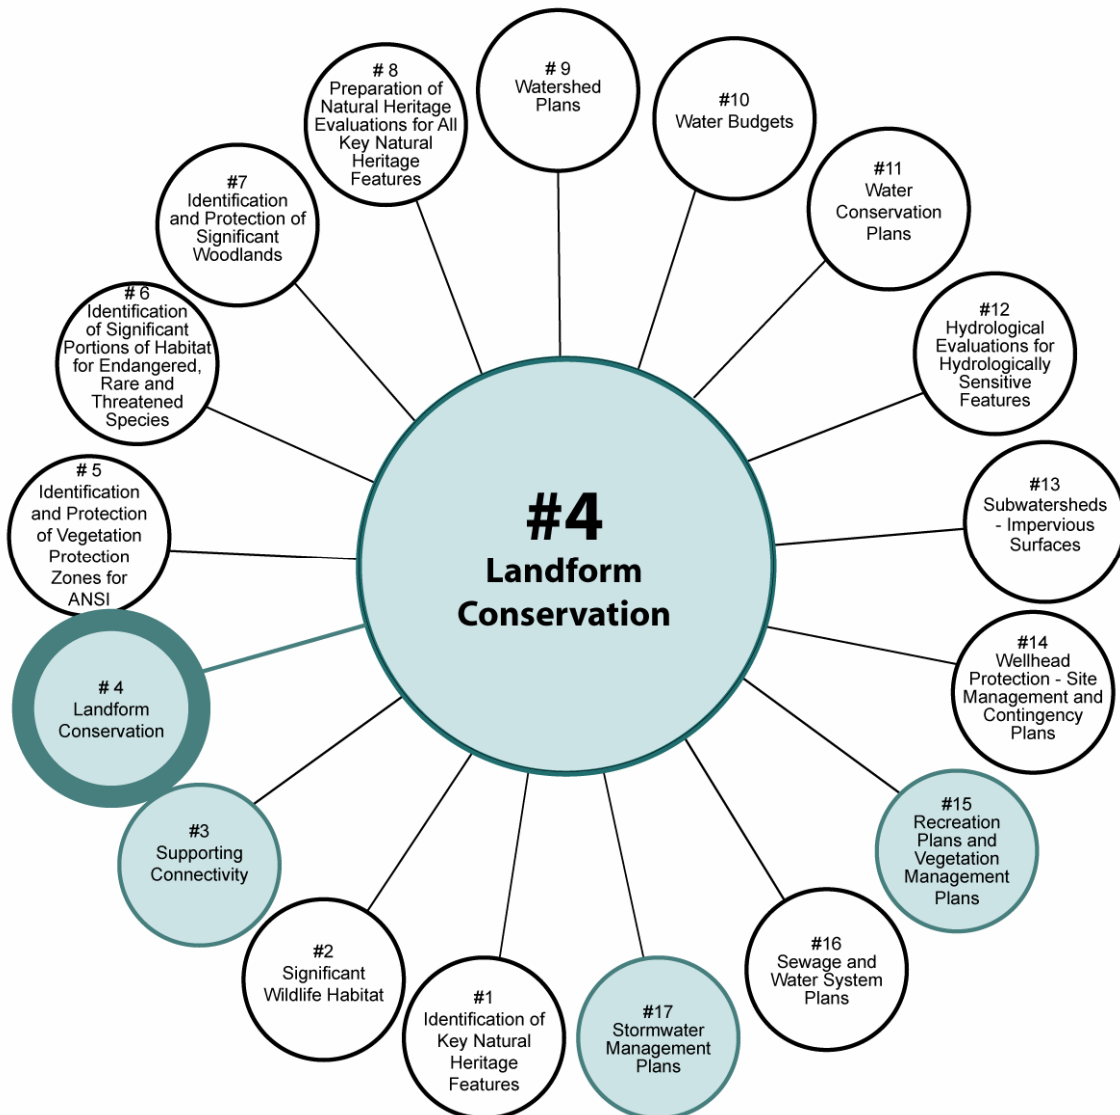 # 8
Preparation of
Natural Heritage
Evaluations for All
Key Natural
Heritage
Features
# 9
Watershed
Plans
#10
Water Budgets
#11
Water
Conservation
Plans
#7
Identification
and Protection of
Significant
Woodlands
# 6
Identification
of Significant
Portions of Habitat
for Endangered,
Rare and
Threatened
Species
#12
Hydrological
Evaluations for
Hydrologically
Sensitive
Features
# 5
Identification
and Protection
of Vegetation
Protection
Zones for
ANSI
#13
Subwatersheds
- Impervious
Surfaces
#4
Landform
Conservation
# 4
Landform
Conservation
#14
Wellhead
Protection - Site
Management and
Contingency
Plans
#3
Supporting
Connectivity
#15
Recreation
Plans and
Vegetation
Management
Plans
#2
Significant
Wildlife Habitat
#1
Identification of
Key Natural
Heritage
Features
#17
Stormwater
Management
Plans
#16
Sewage and
Water System
Plans